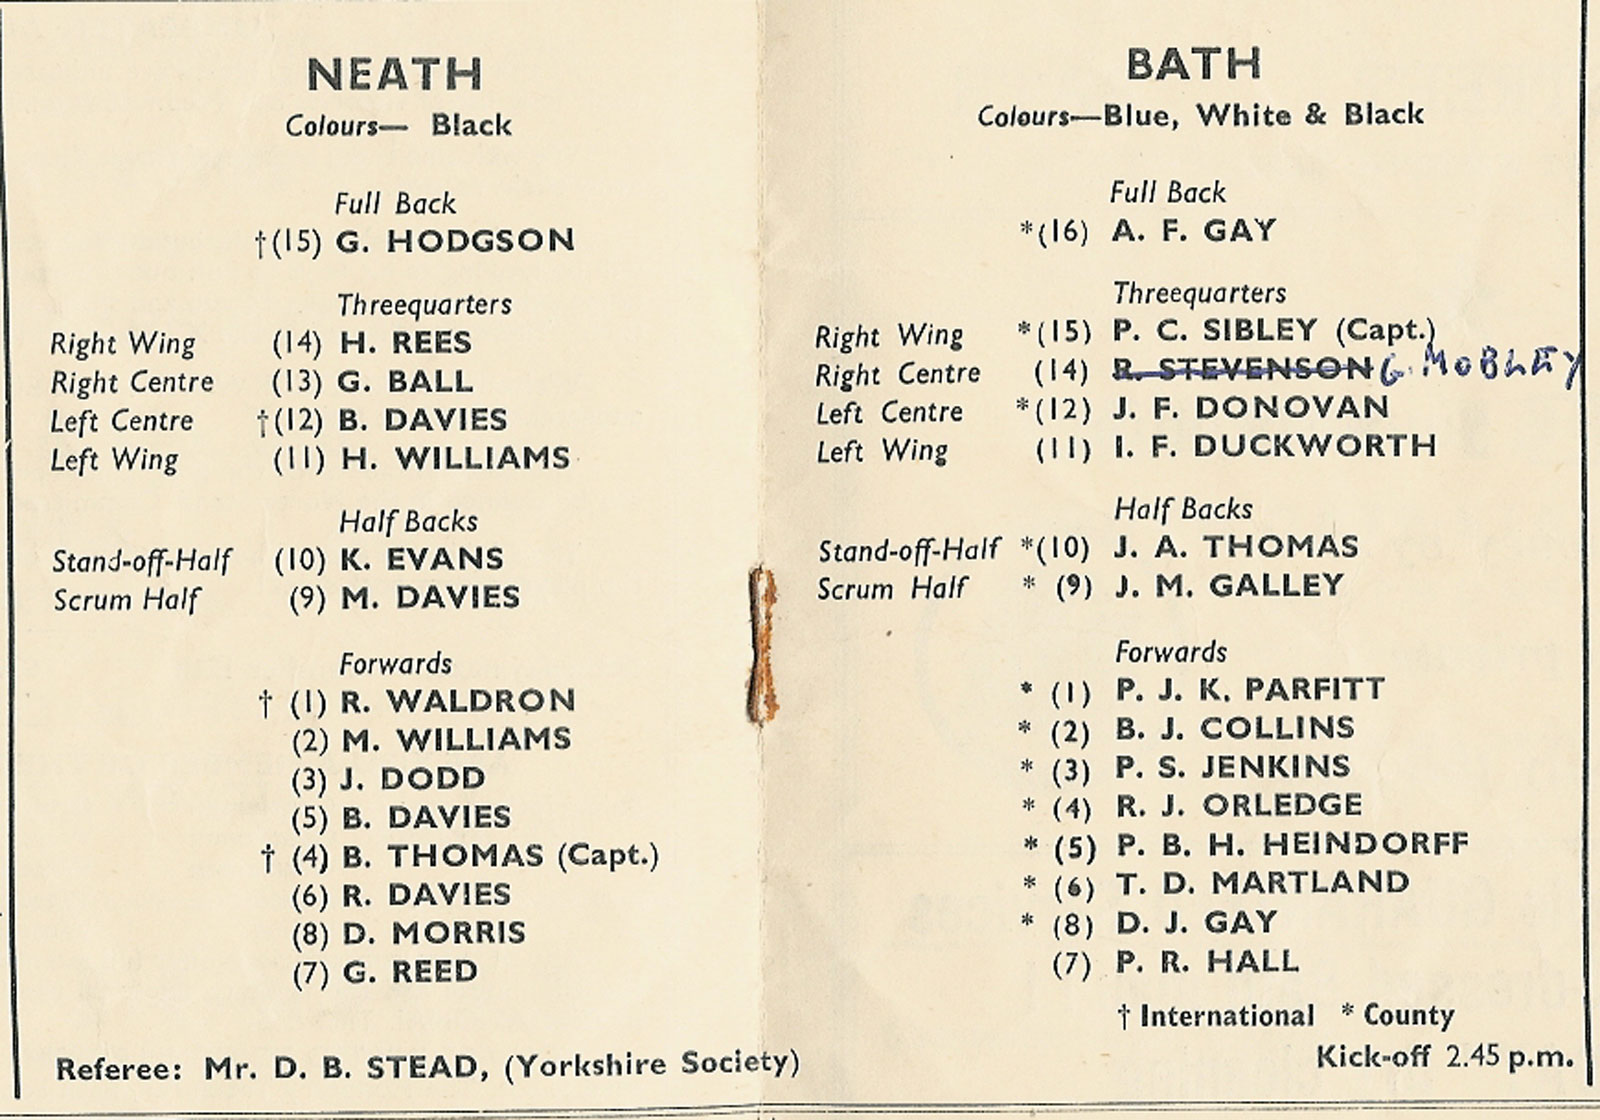 NEATH
Colours— Black
Full Back
†(15) G. HODGSON
Threequarters
Right Wing (14) H. REES
Right Centre (13) G. BALL
Left Centre †(12) B. DAVIES
Left Wing (11) H. WILLIAMS
Half Backs
Stand-off-Half (10) K. EVANS
Scrum Half (9) M. DAVIES
Forwards
† (1) R. WALDRON
(2) M. WILLIAMS
(3) J. DODD
(5) B. DAVIES
† (4) B. THOMAS (Capt.)
(6) R. DAVIES
(8) D. MORRIS
(7) G. REED
Referee: Mr. D. B. STEAD, (Yorkshire Society)
BATH
Colours—Blue, White & Black
Full Back
*(16) A. F. GAY
Threequarters
Right Wing *(15) P. C. SIBLEY (Capt.)
Right Centre (14) R. STEVENSON G. MOBLEY
Left Centre *(12) J. F. DONOVAN
Left Wing (11) I. F. DUCKWORTH
Half Backs
Stand-off-Half *(10) J. A. THOMAS
Scrum Half * (9) J. M. GALLEY
Forwards
* (1) P. J. K. PARFITT
* (2) B. J. COLLINS
* (3) P. S. JENKINS
* (4) R. J. ORLEDGE
* (5) P. B. H. HEINDORFF
* (6) T. D. MARTLAND
* (8) D. J. GAY
(7) P. R. HALL
† International * County
Kick-off 2.45 p.m.